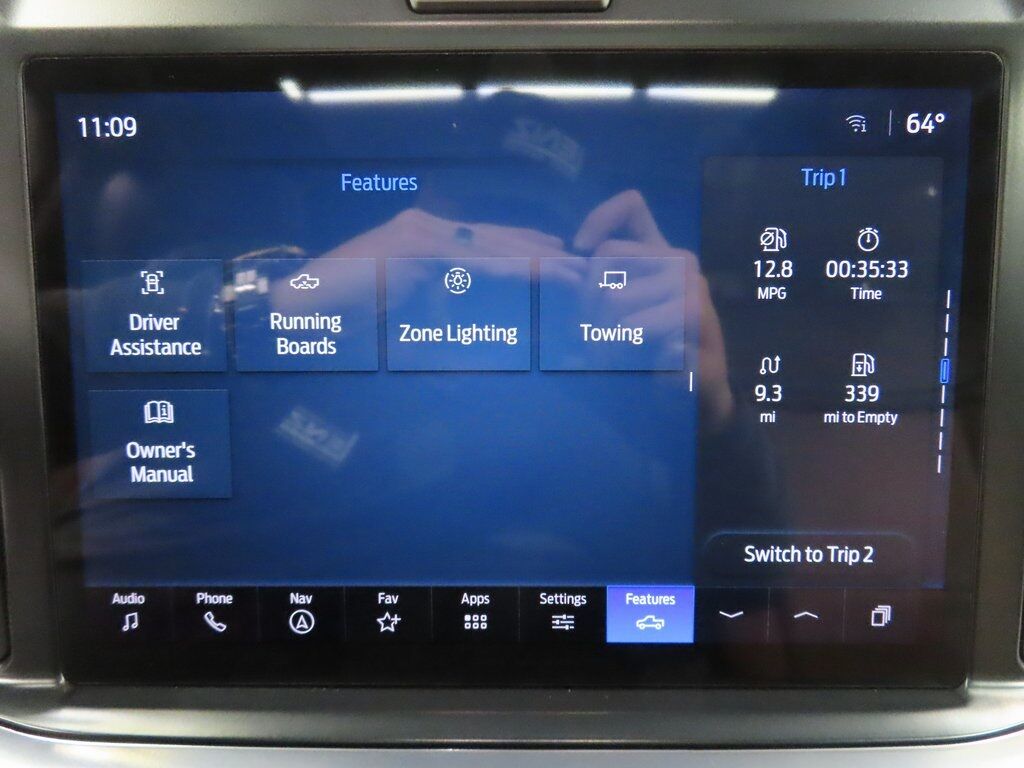 11:09
64°
Features
Trip 1
12.8
MPG
00:35:33
Time
Driver
Assistance
Running
Boards
Zone Lighting
Towing
9.3
mi
339
mi to Empty
Owner's
Manual
Switch to Trip 2
Audio
Phone
Nav
Fav
Apps
Settings
Features